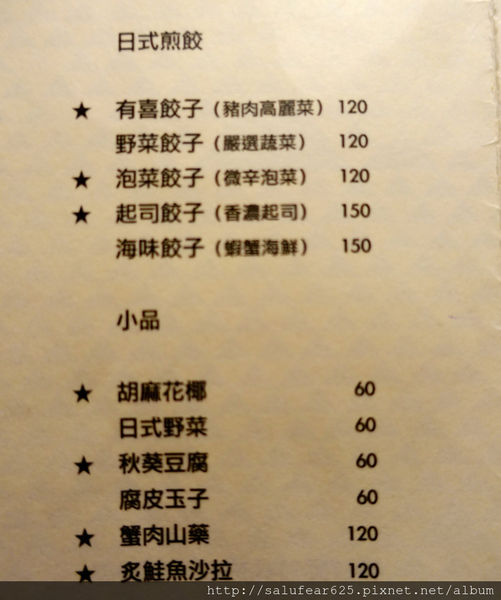 日式煎餃
★ 有喜餃子（豬肉高麗菜） 120
野菜餃子（嚴選蔬菜） 120
★ 泡菜餃子（微辛泡菜） 120
★ 起司餃子（香濃起司） 150
海味餃子（蝦蟹海鮮） 150
小品
★ 胡麻花椰 60
日式野菜 60
★ 秋葵豆腐 60
腐皮玉子 60
★ 蟹肉山藥 120
★ 炙鮭魚沙拉 120
http://salufear625.pixnet.net/album